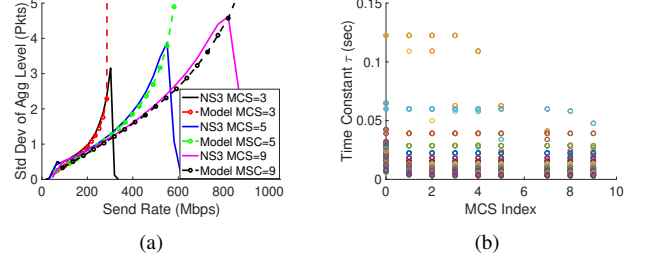 Std Dev of Agg Level (Pkts)
5
4
3
2
1
0
0 200 400 600 800 1000
Send Rate (Mbps)
NS3 MCS=3
Model MCS=3
NS3 MCS=5
Model MSC=5
NS3 MCS=9
Model MSC=9
(a)
Time Constant τ (sec)
0.15
0.1
0.05
0
0 2 4 6 8 10
MCS Index
(b)